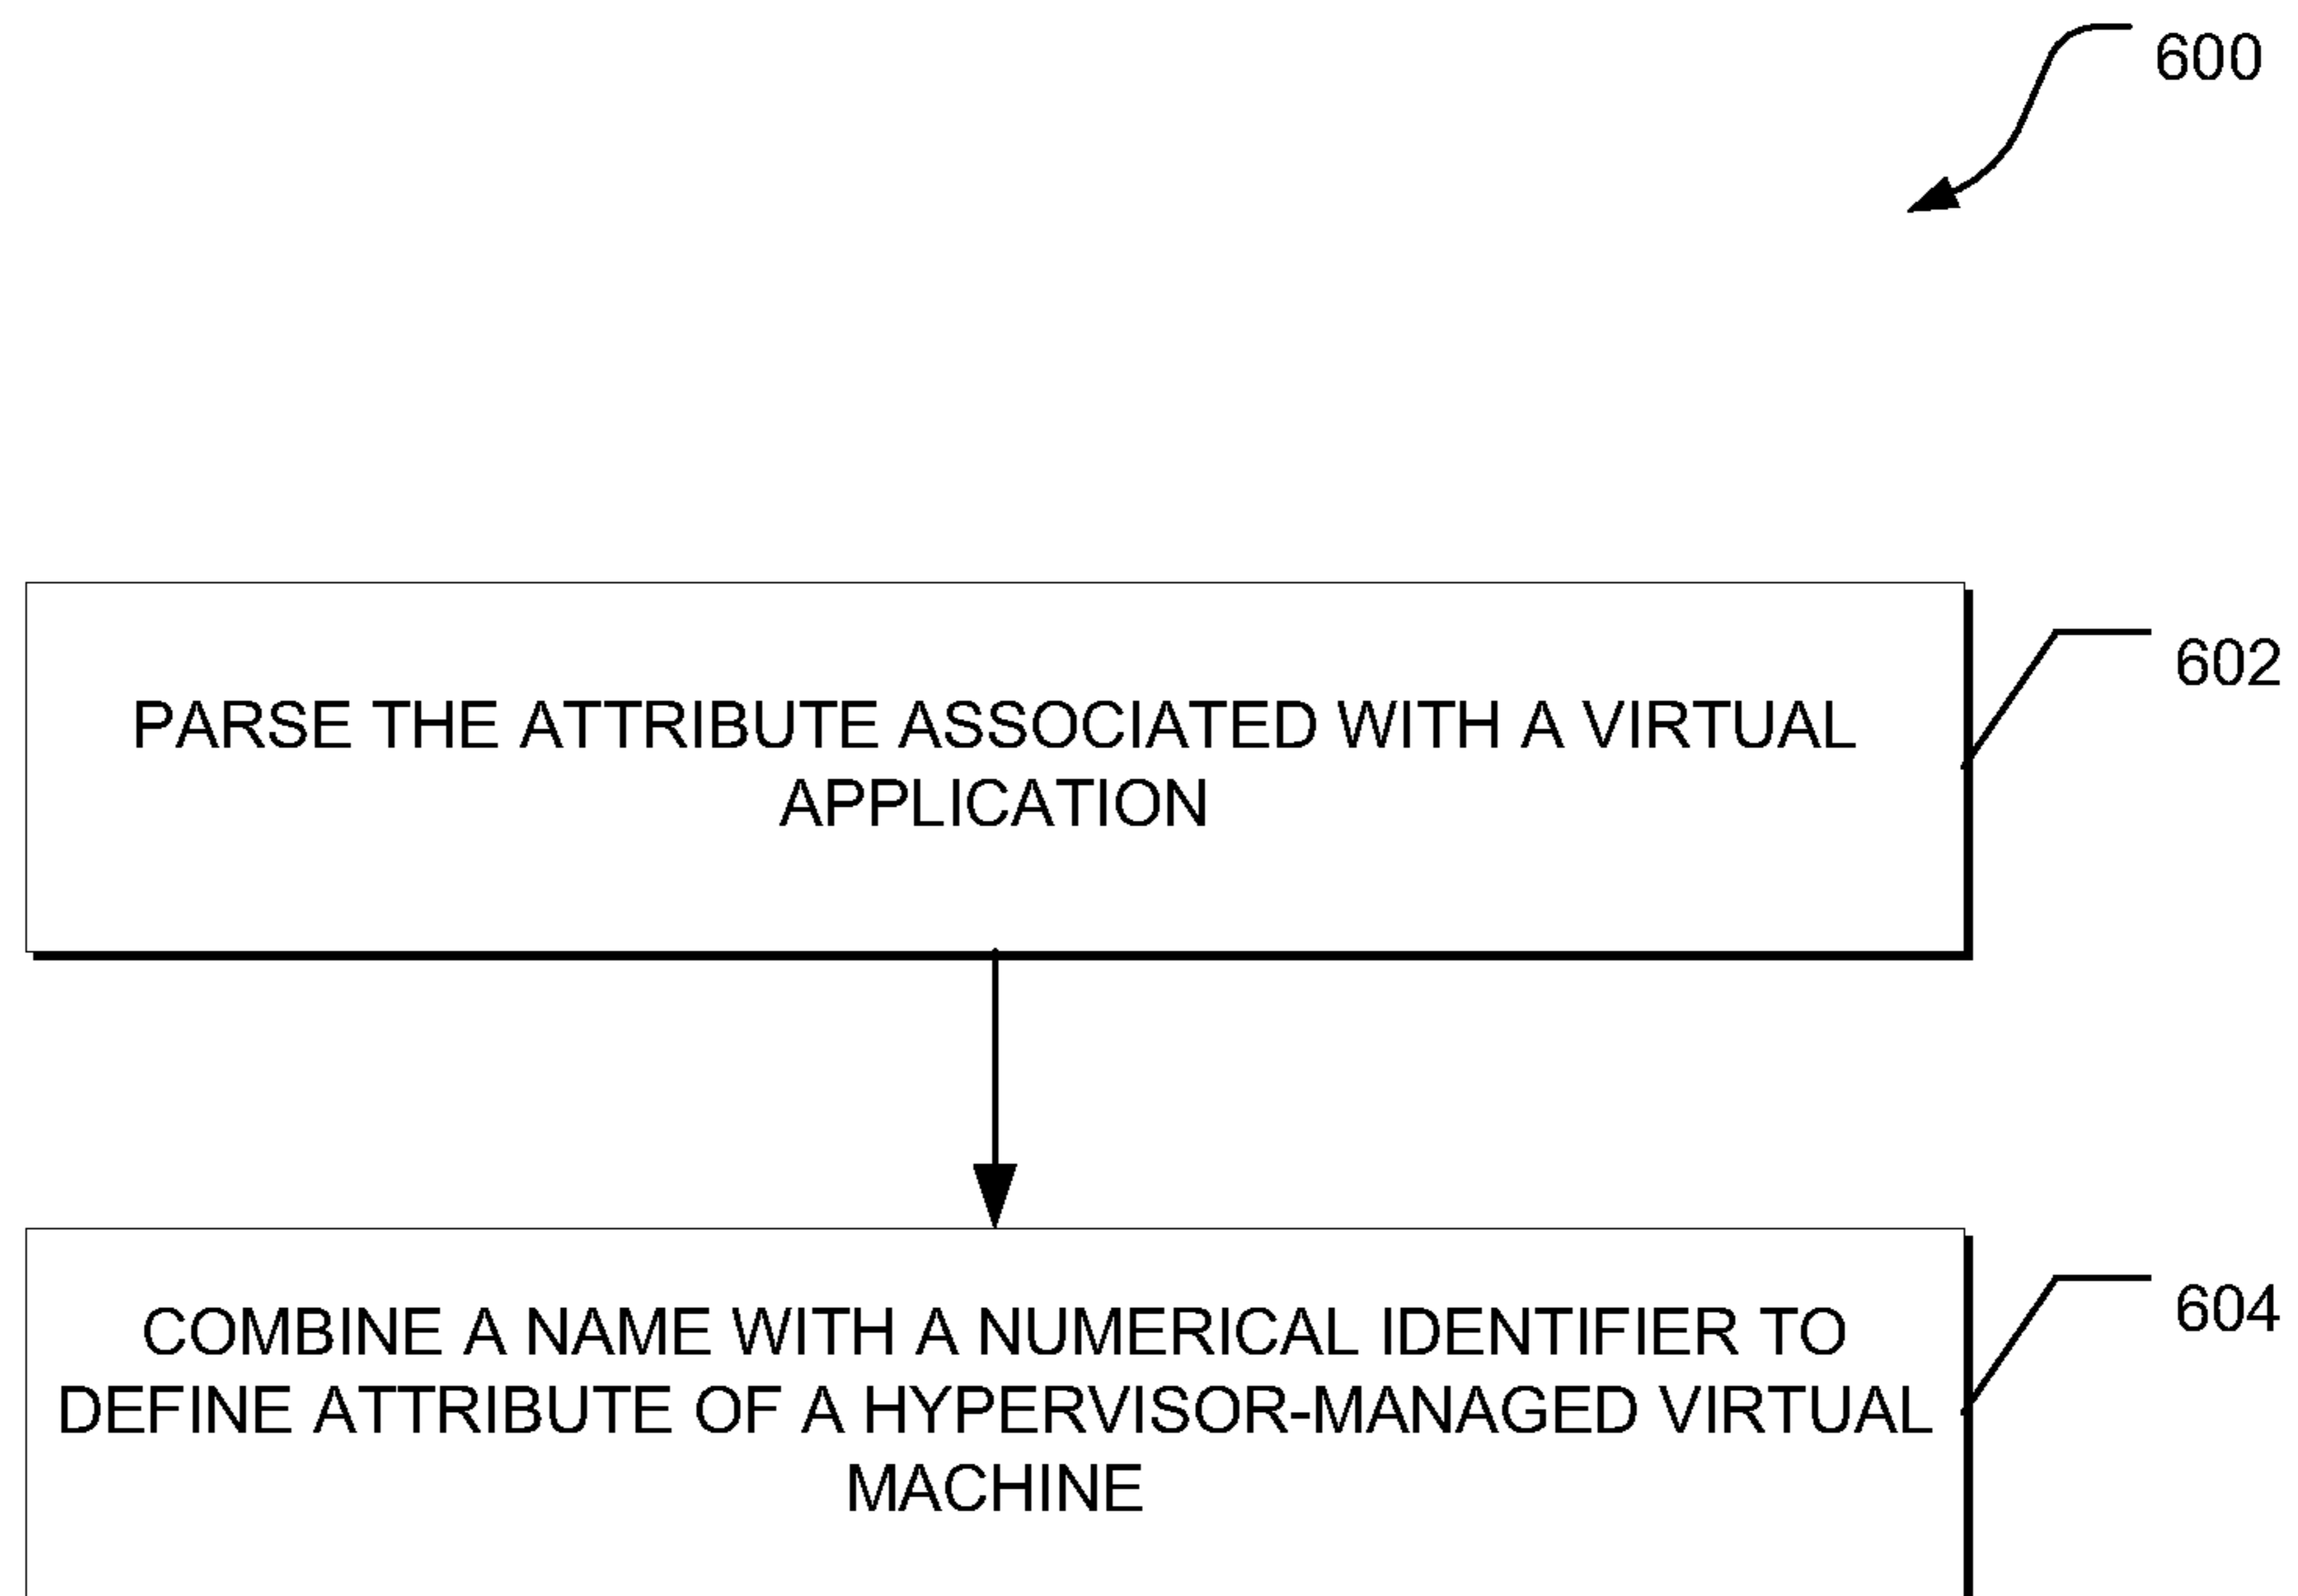 600
602
PARSE THE ATTRIBUTE ASSOCIATED WITH A VIRTUAL
APPLICATION
604
COMBINE A NAME WITH A NUMERICAL IDENTIFIER TO
DEFINE ATTRIBUTE OF A HYPERVISOR-MANAGED VIRTUAL
MACHINE